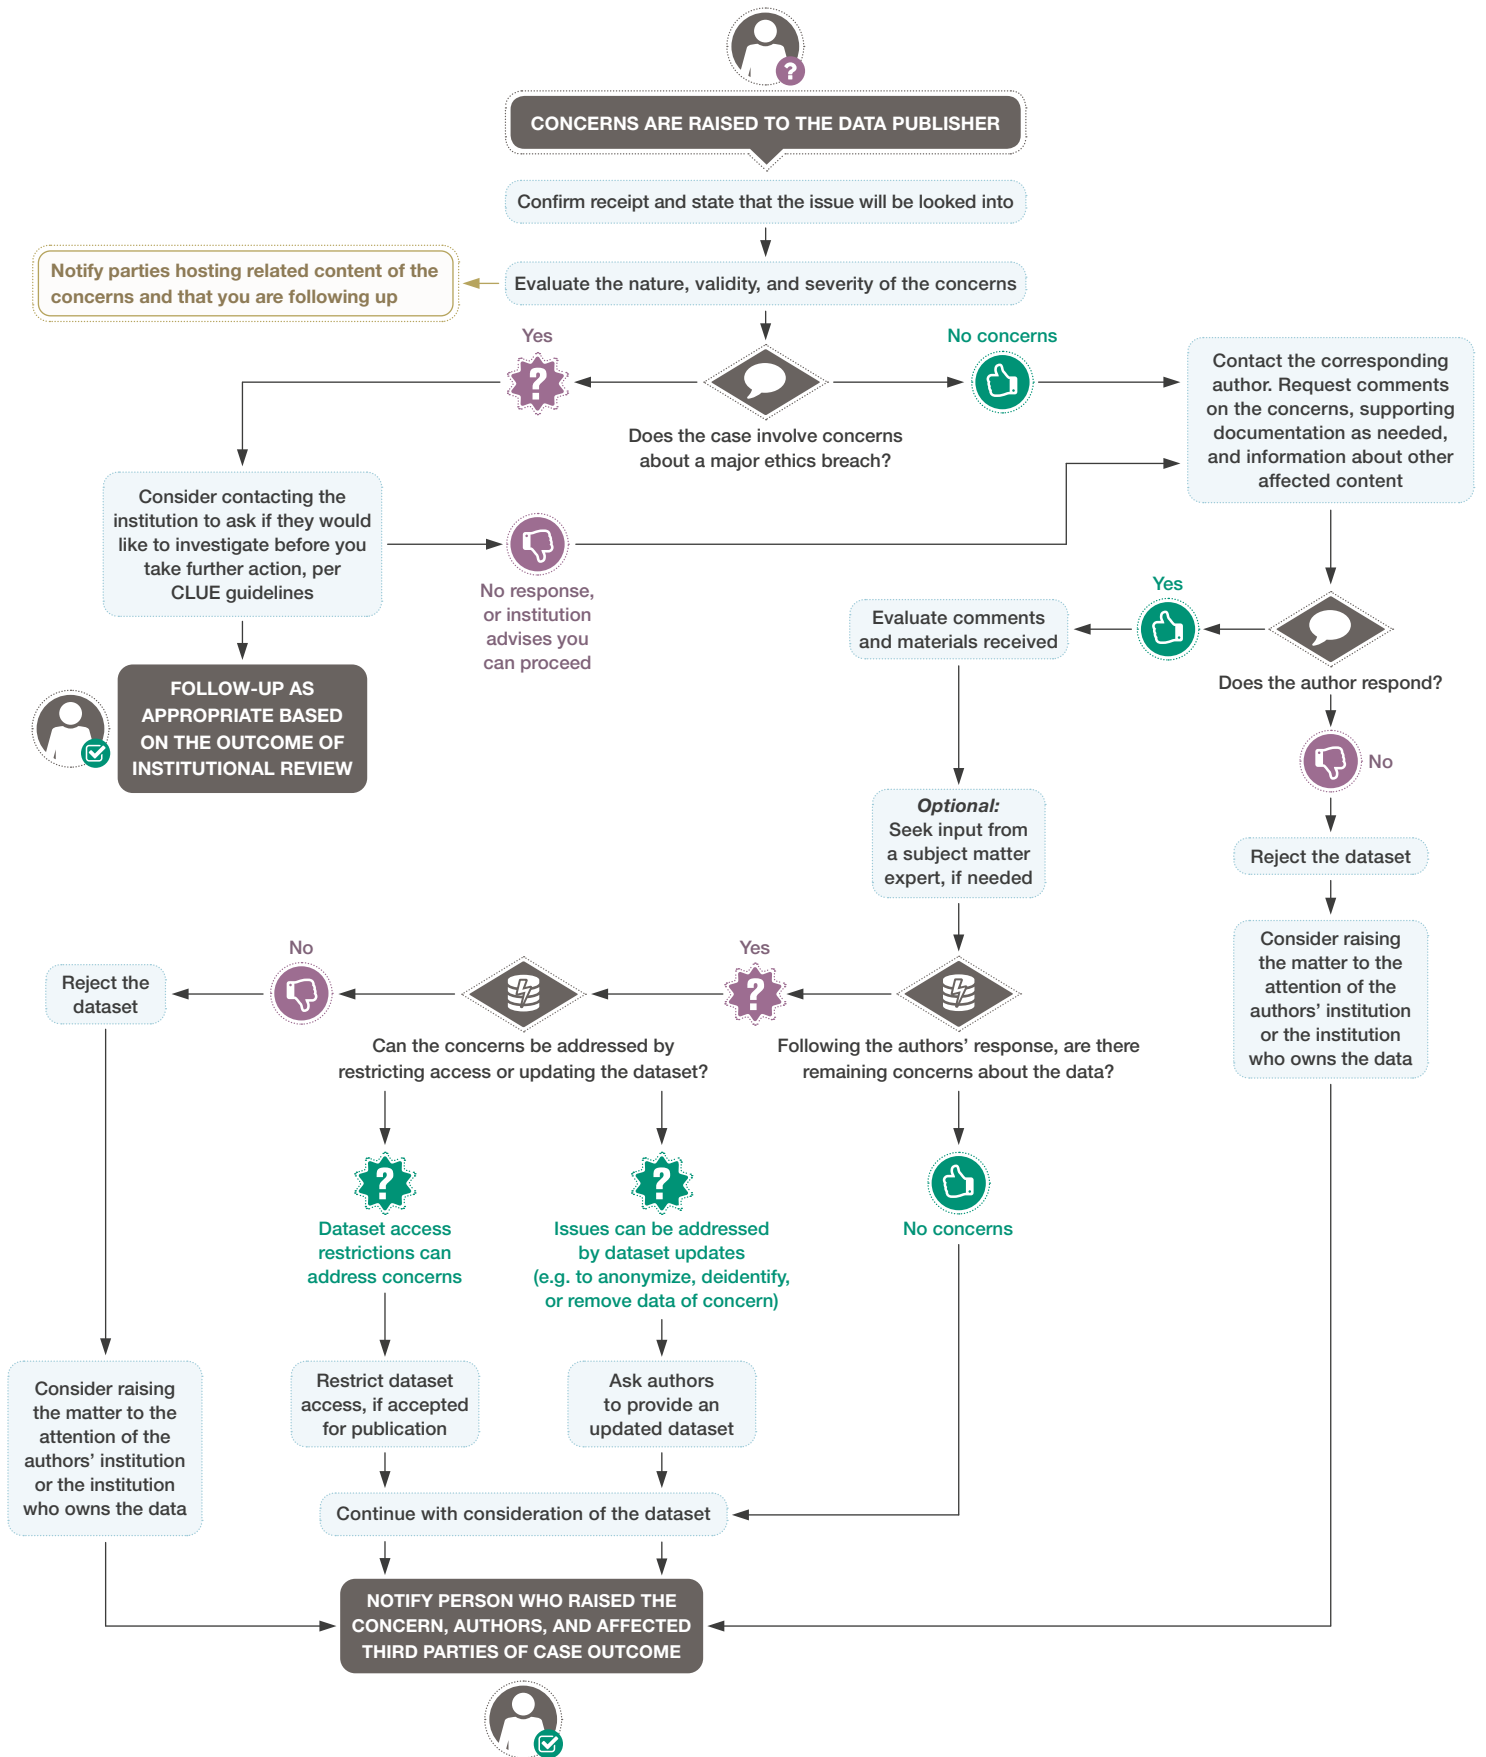 CONCERNS ARE RAISED TO THE DATA PUBLISHER
Confirm receipt and state that the issue will be looked into
Notify parties hosting related content of the
concerns and that you are following up
Evaluate the nature, validity, and severity of the concerns
Yes
No concerns
Does the case involve concerns
about a major ethics breach?
Contact the corresponding
author. Request comments
on the concerns, supporting
documentation as needed,
and information about other
affected content
Consider contacting the
institution to ask if they would
like to investigate before you
take further action, per
CLUE guidelines
No response,
or institution
advises you
can proceed
FOLLOW-UP AS
APPROPRIATE BASED
ON THE OUTCOME OF
INSTITUTIONAL REVIEW
Yes
Evaluate comments
and materials received
Does the author respond?
No
Optional:
Seek input from
a subject matter
expert, if needed
Reject the dataset
Consider raising
the matter to the
attention of the
authors’ institution
or the institution
who owns the data
Yes
No
Reject the
dataset
Can the concerns be addressed by
restricting access or updating the dataset?
Following the authors’ response, are there
remaining concerns about the data?
Dataset access
restrictions can
address concerns
Issues can be addressed
by dataset updates
(e.g. to anonymize, deidentify,
or remove data of concern)
No concerns
Consider raising
the matter to the
attention of the
authors’ institution
or the institution
who owns the data
Restrict dataset
access, if accepted
for publication
Ask authors
to provide an
updated dataset
Continue with consideration of the dataset
NOTIFY PERSON WHO RAISED THE
CONCERN, AUTHORS, AND AFFECTED
THIRD PARTIES OF CASE OUTCOME